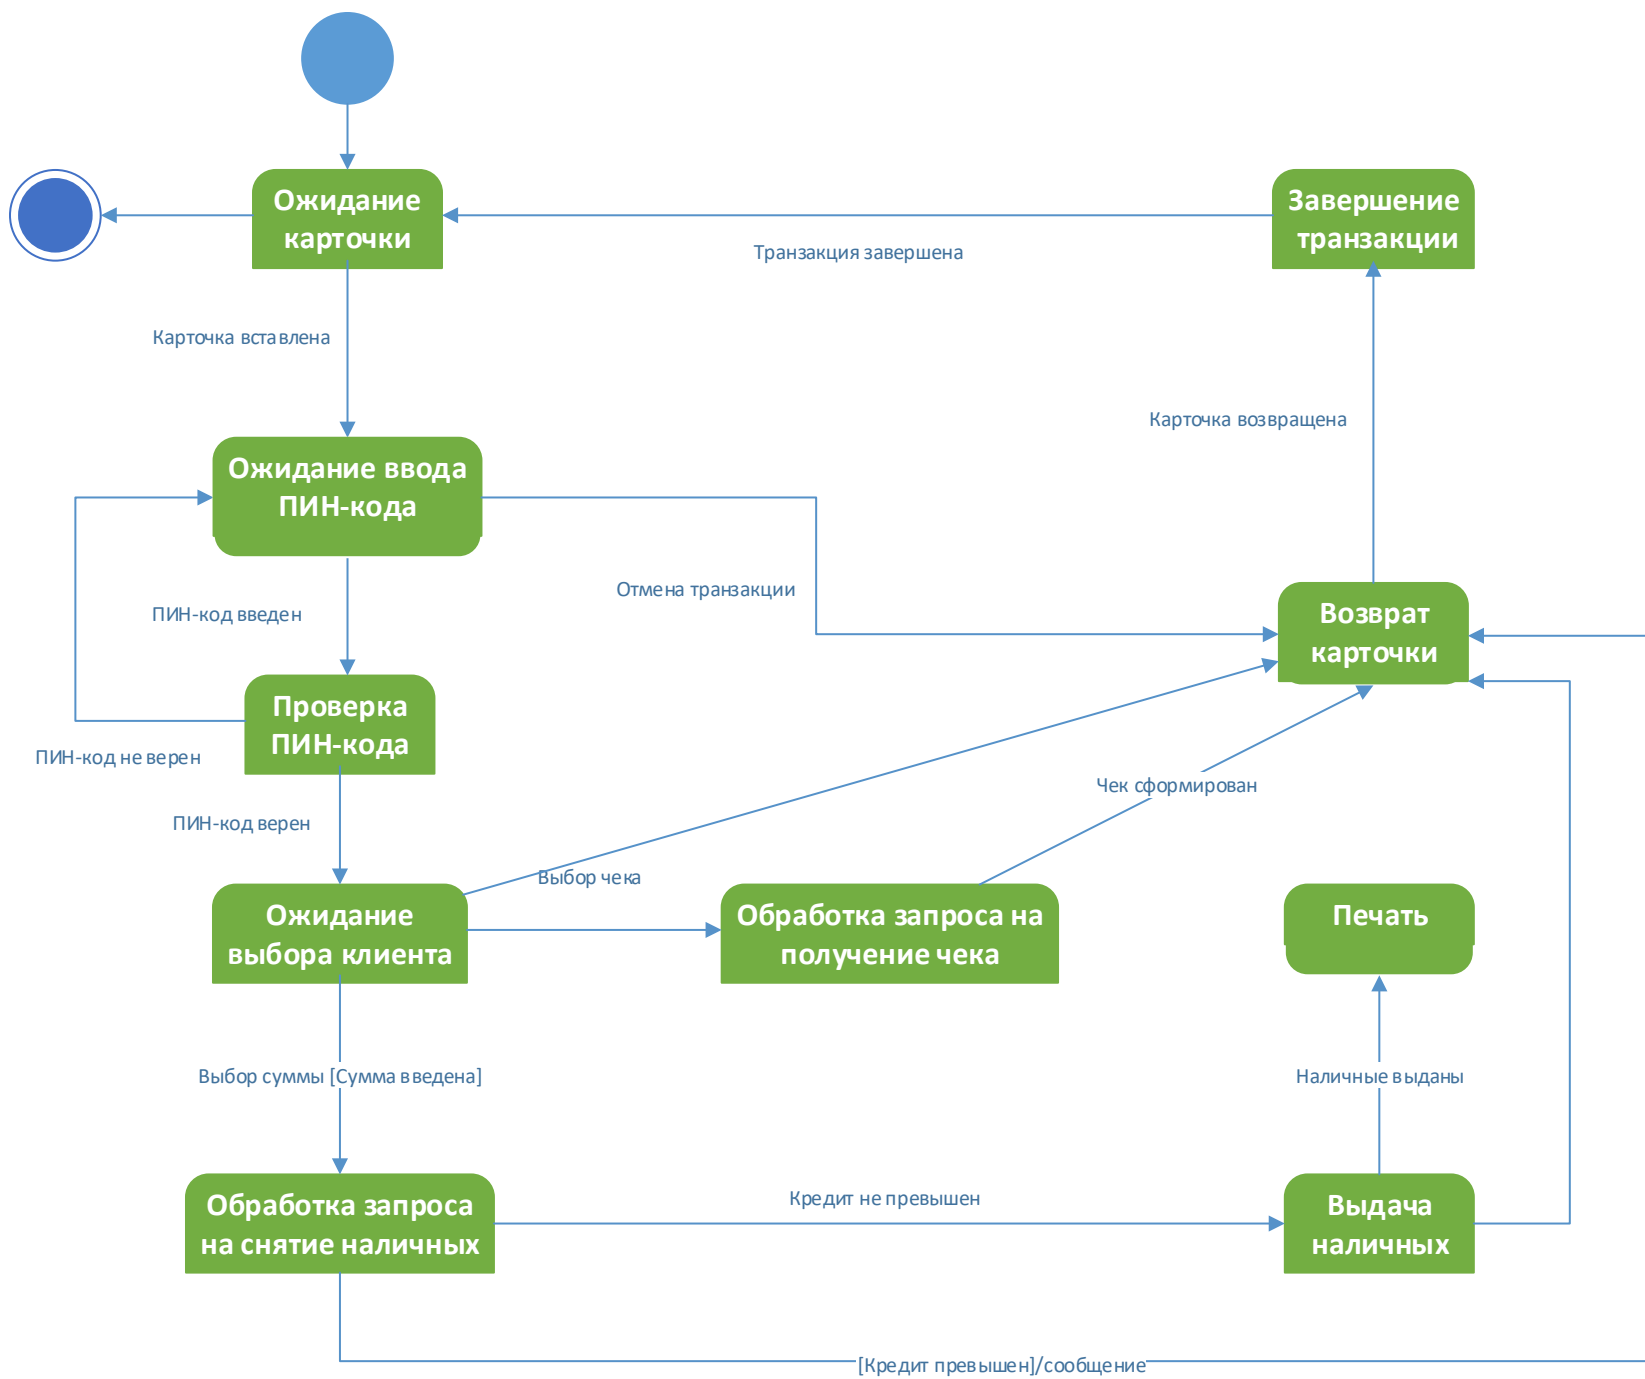 Ожидание
карточки
Завершение
транзакции
Транзакция завершена
Карточка вставлена
Карточка возвращена
Ожидание ввода
ПИН-кода
Отмена транзакции
ПИН-код введен
Возврат
карточки
Проверка
ПИН-кода
ПИН-код не верен
Чек сформирован
ПИН-код верен
Выбор чека
Ожидание
выбора клиента
Обработка запроса на
получение чека
Печать
Выбор суммы [Сумма введена]
Наличные выданы
Кредит не превышен
Обработка запроса
на снятие наличных
Выдача
наличных
[Кредит превышен]/сообщение